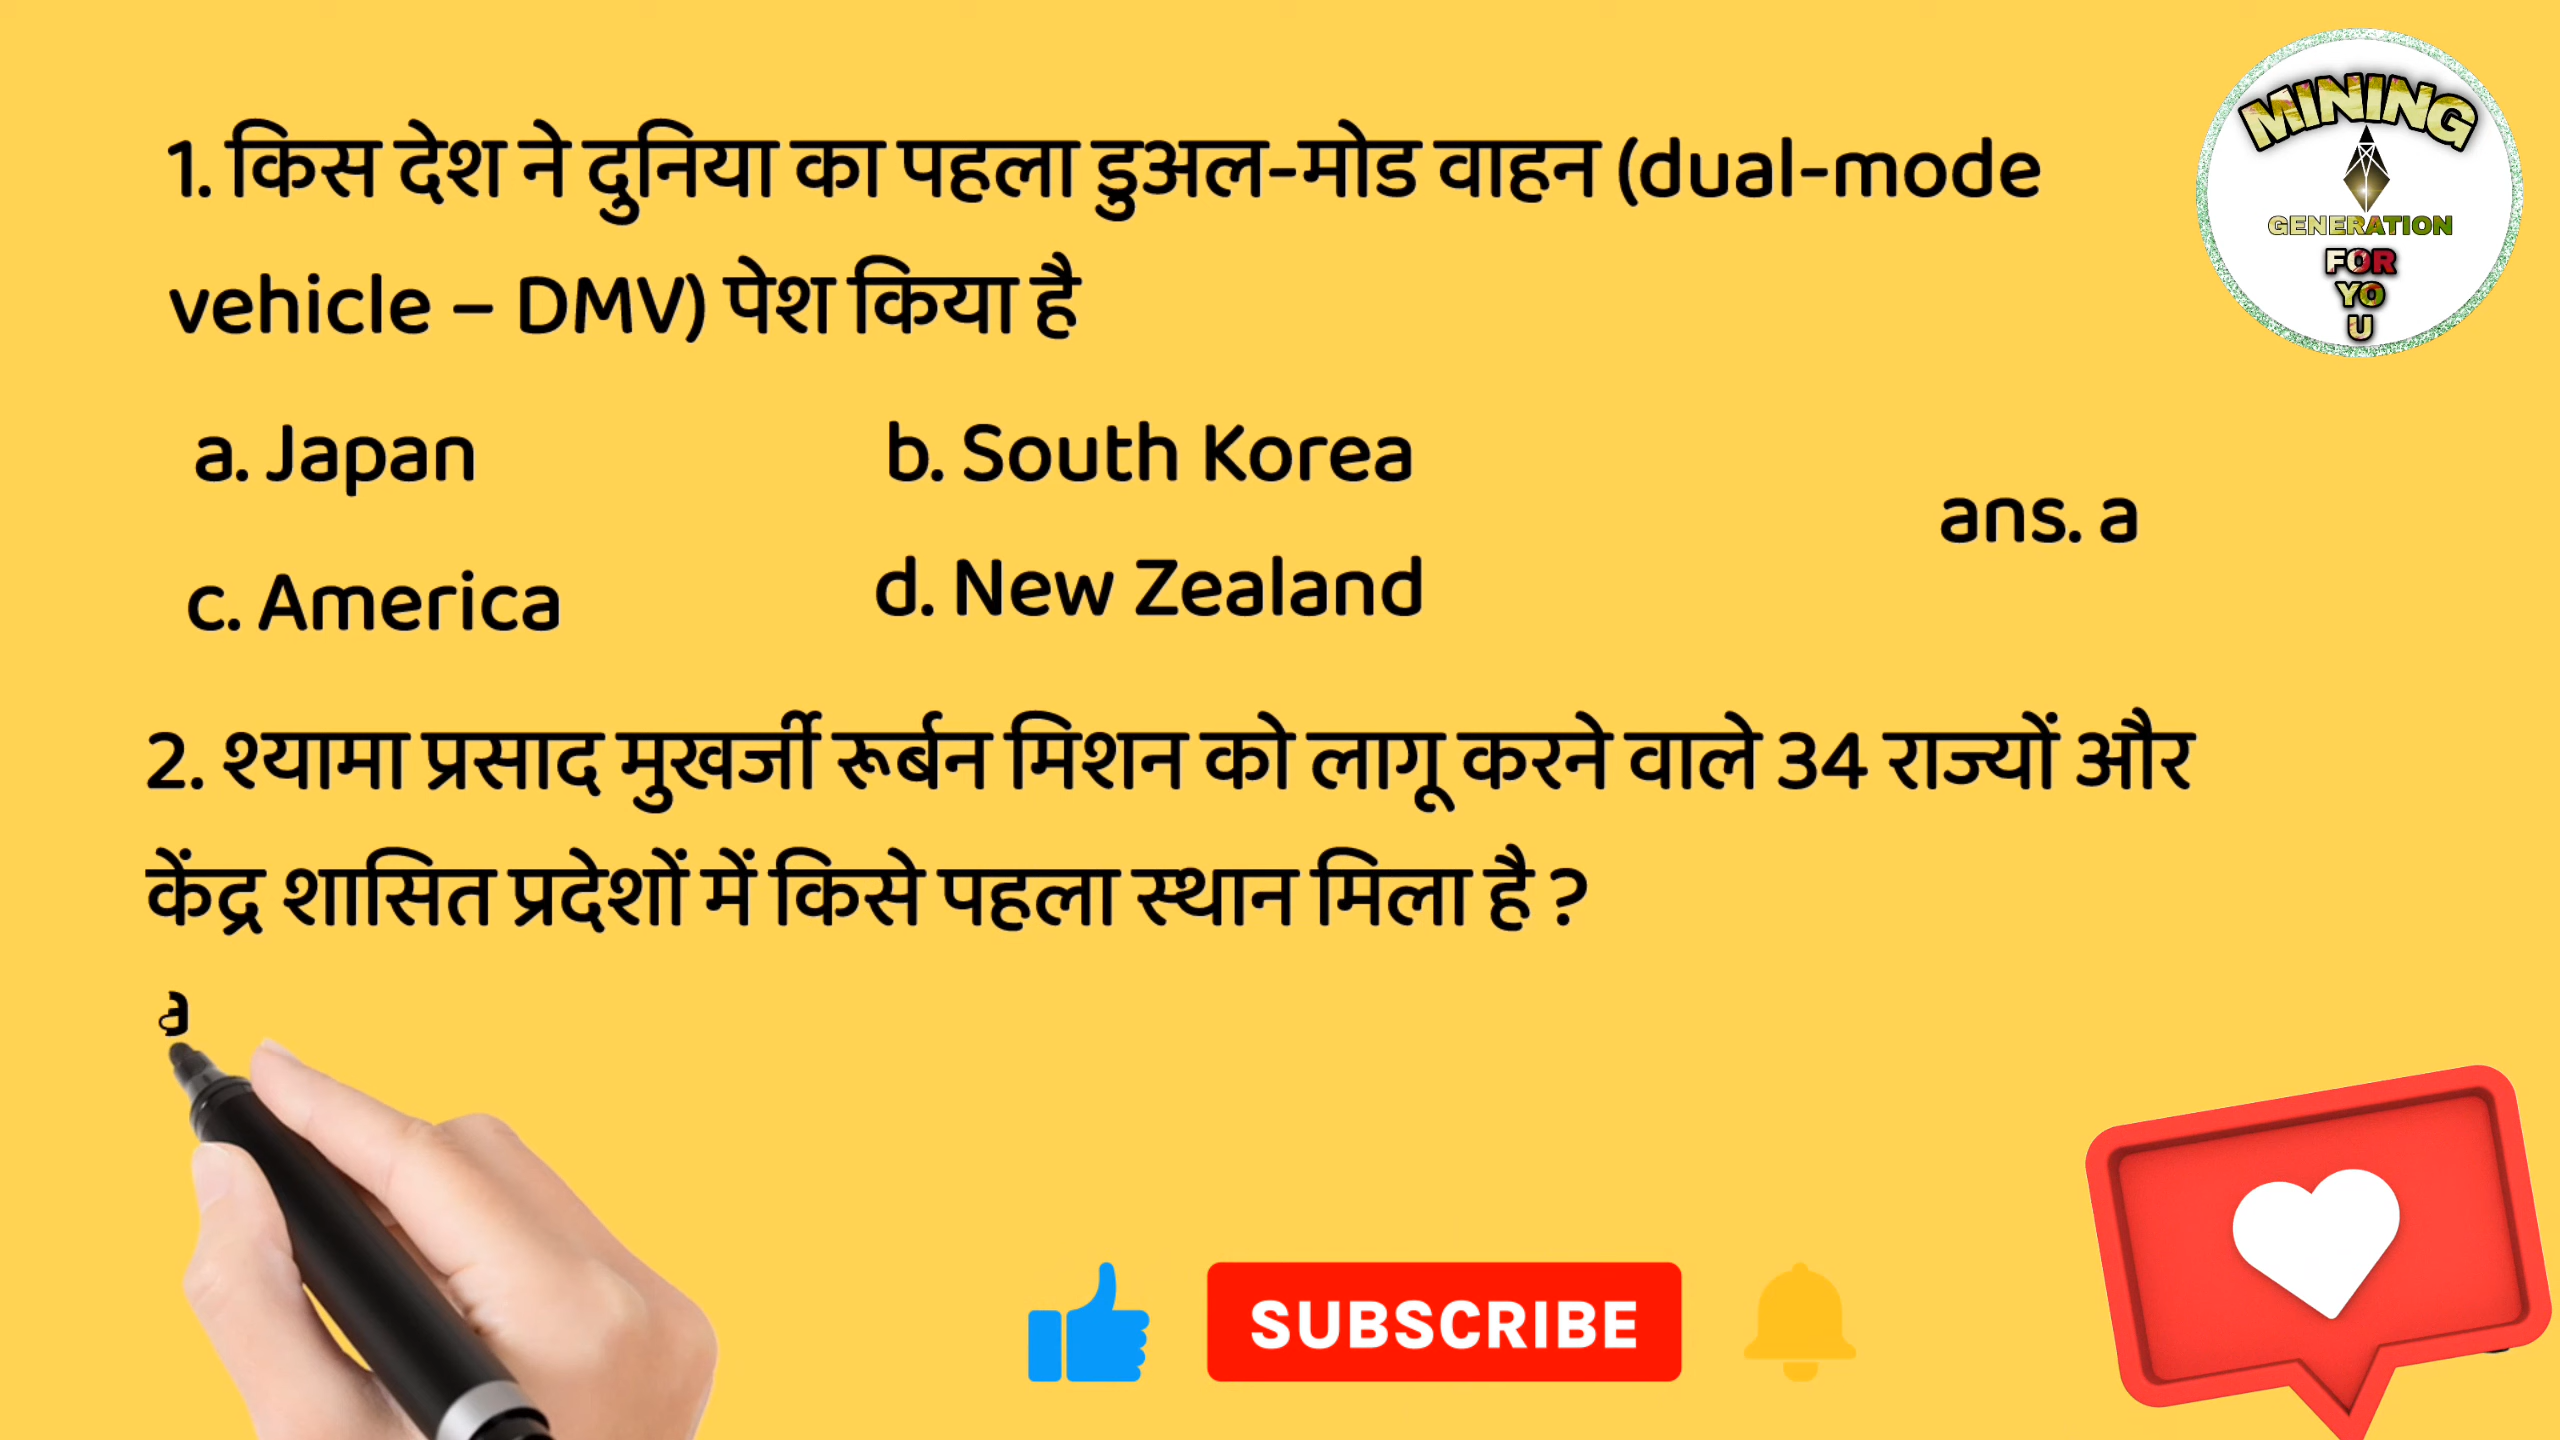 1. किस देश ने दुनिया का पहला डुअल-मोड वाहन (dual-mode
vehicle – DMV) पेश किया है
a. Japan
b. South Korea
ans. a
c. America
d. New Zealand
2. श्यामा प्रसाद मुखर्जी रूर्बन मिशन को लागू करने वाले 34 राज्यों और
केंद्र शासित प्रदेशों में किसे पहला स्थान मिला है ?
a
SUBSCRIBE
MINING
GENERATION
FOR
YO
U